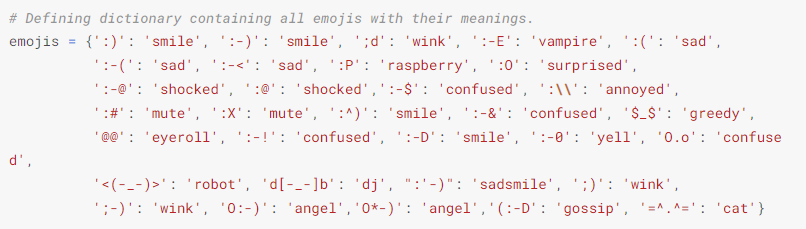 # Defining dictionary containing all emojis with their meanings.
emojis = {':)': 'smile', ':-)': 'smile', ';d': 'wink', ':-E': 'vampire', ':(': 'sad',
':-(': 'sad', ':-<': 'sad', ':P': 'raspberry', ':O': 'surprised',
':-@': 'shocked', ':@': 'shocked',':-$': 'confused', ':\\': 'annoyed',
':#': 'mute', ':X': 'mute', ':^)': 'smile', ':-&': 'confused', '$_$': 'greedy',
'@@': 'eyeroll', ':-!': 'confused', ':-D': 'smile', ':-0': 'yell', 'O.o': 'confuse
d',
'<(-_-)>': 'robot', 'd[-_-]b': 'dj', ":'-)": 'sadsmile', ';)': 'wink',
';-)': 'wink', 'O:-)': 'angel','O*-)': 'angel','(:-D': 'gossip', '=^.^=': 'cat'}